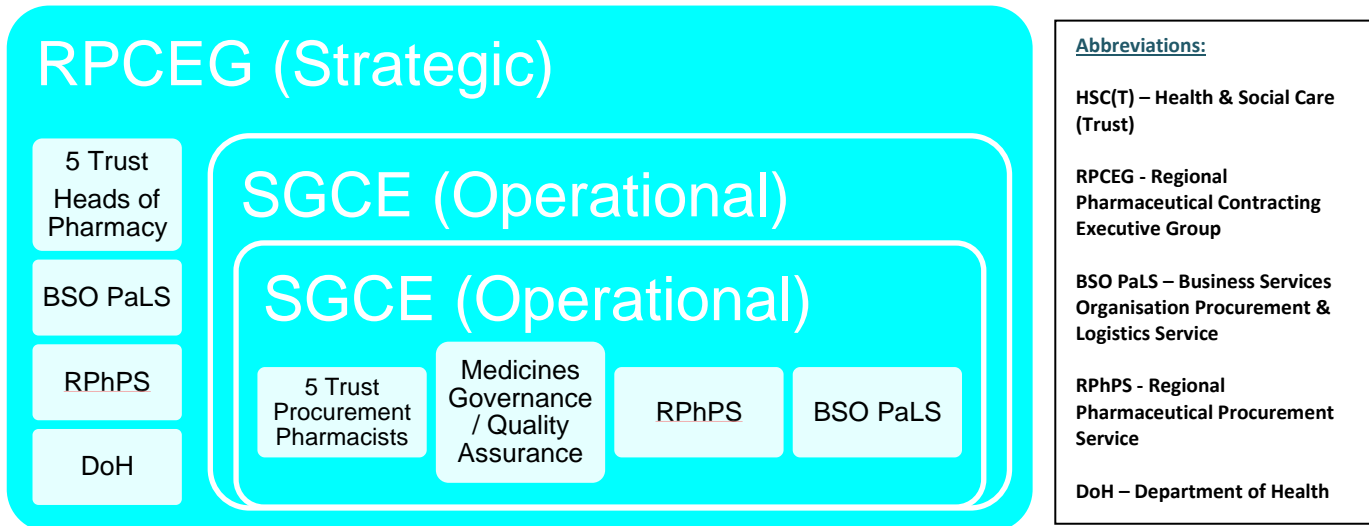 RPCEG (Strategic)
5 Trust
Heads of
Pharmacy
BSO PaLS
RPhPS
DoH
SGCE (Operational)
SGCE (Operational)
5 Trust
Procurement
Pharmacists
Medicines
Governance
/ Quality
Assurance
RPhPS
BSO PaLS
Abbreviations:
HSC(T) – Health & Social Care
(Trust)
RPCEG - Regional
Pharmaceutical Contracting
Executive Group
BSO PaLS – Business Services
Organisation Procurement &
Logistics Service
RPhPS - Regional
Pharmaceutical Procurement
Service
DoH – Department of Health